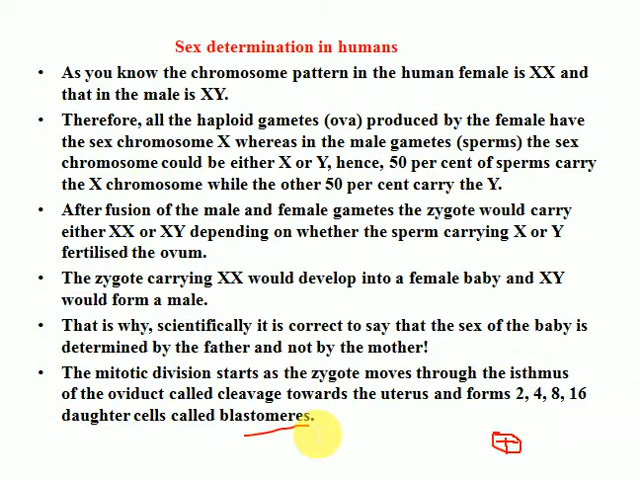 Sex determination in humans
• As you know the chromosome pattern in the human female is XX and
that in the male is XY.
• Therefore, all the haploid gametes (ova) produced by the female have
the sex chromosome X whereas in the male gametes (sperms) the sex
chromosome could be either X or Y, hence, 50 per cent of sperms carry
the X chromosome while the other 50 per cent carry the Y.
• After fusion of the male and female gametes the zygote would carry
either XX or XY depending on whether the sperm carrying X or Y
fertilised the ovum.
• The zygote carrying XX would develop into a female baby and XY
would form a male.
• That is why, scientifically it is correct to say that the sex of the baby is
determined by the father and not by the mother!
• The mitotic division starts as the zygote moves through the isthmus
of the oviduct called cleavage towards the uterus and forms 2, 4, 8, 16
daughter cells called blastomeres.